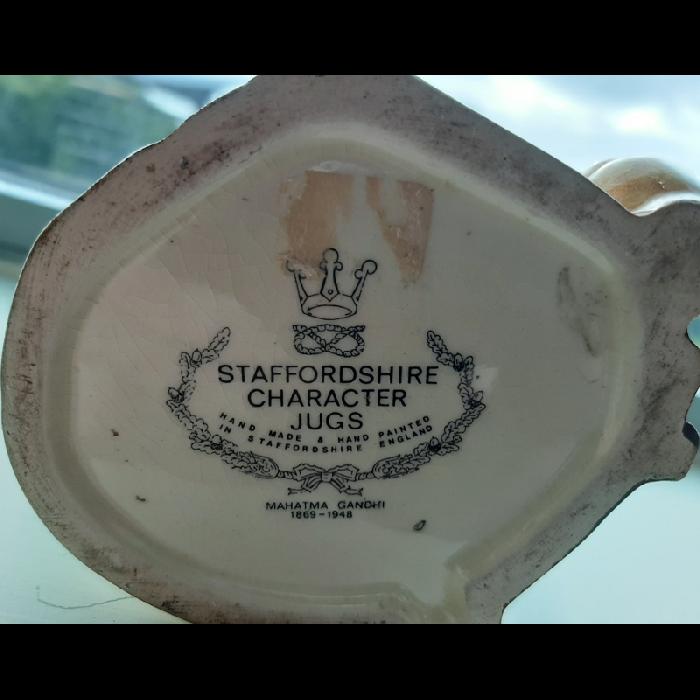 STAFFORDSHIRE
CHARACTER
JUGS
HAND MADE & HAND PAINTED
IN STAFFORDSHIRE ENGLAND
MAHATMA GANDHI
1869-1948